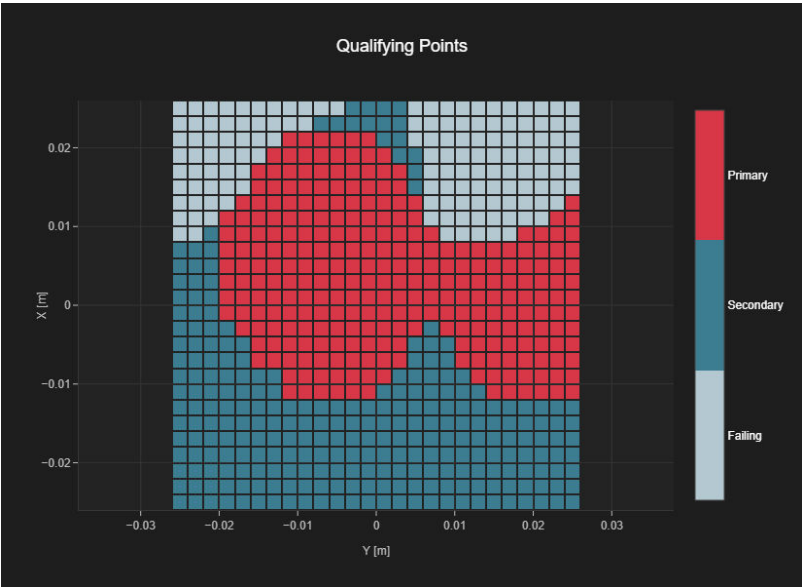 Qualifying Points
0.02
0.01
0
−0.01
−0.02
X [m]
−0.03
−0.02
−0.01
0
0.01
0.02
0.03
Y [m]
Primary
Secondary
Failing